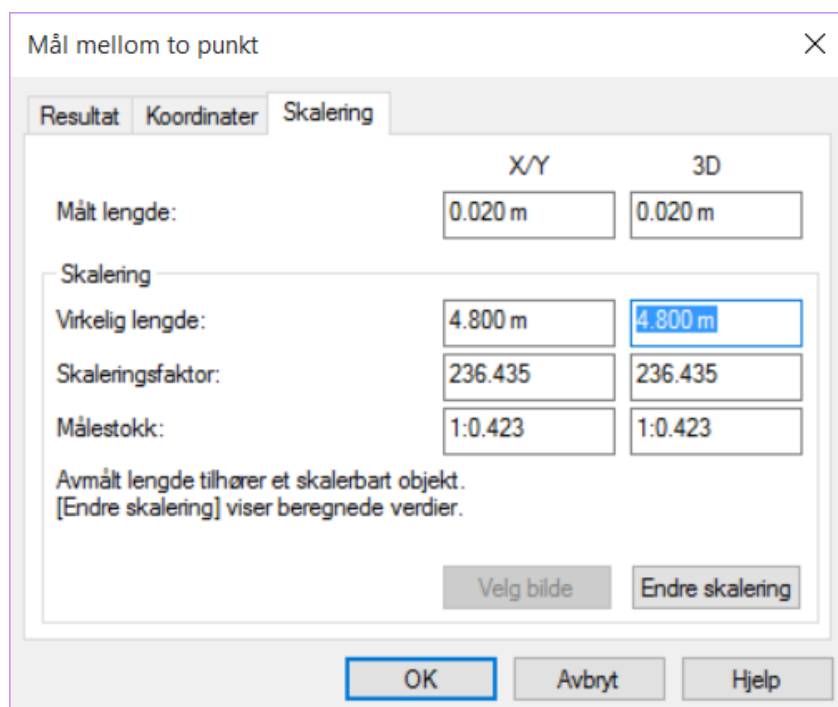 Mål mellom to punkt
Resultat Koordinater Skalering
X/Y 3D
Målt lengde: 0.020 m 0.020 m
Skalering
Virkelig lengde: 4.800 m 4.800 m
Skaleringsfaktor: 236.435 236.435
Målestokk: 1:0.423 1:0.423
Avmålt lengde tilhører et skalerbart objekt.
[Endre skalering] viser beregnede verdier.
Velg bilde Endre skalering
OK Avbryt Hjelp